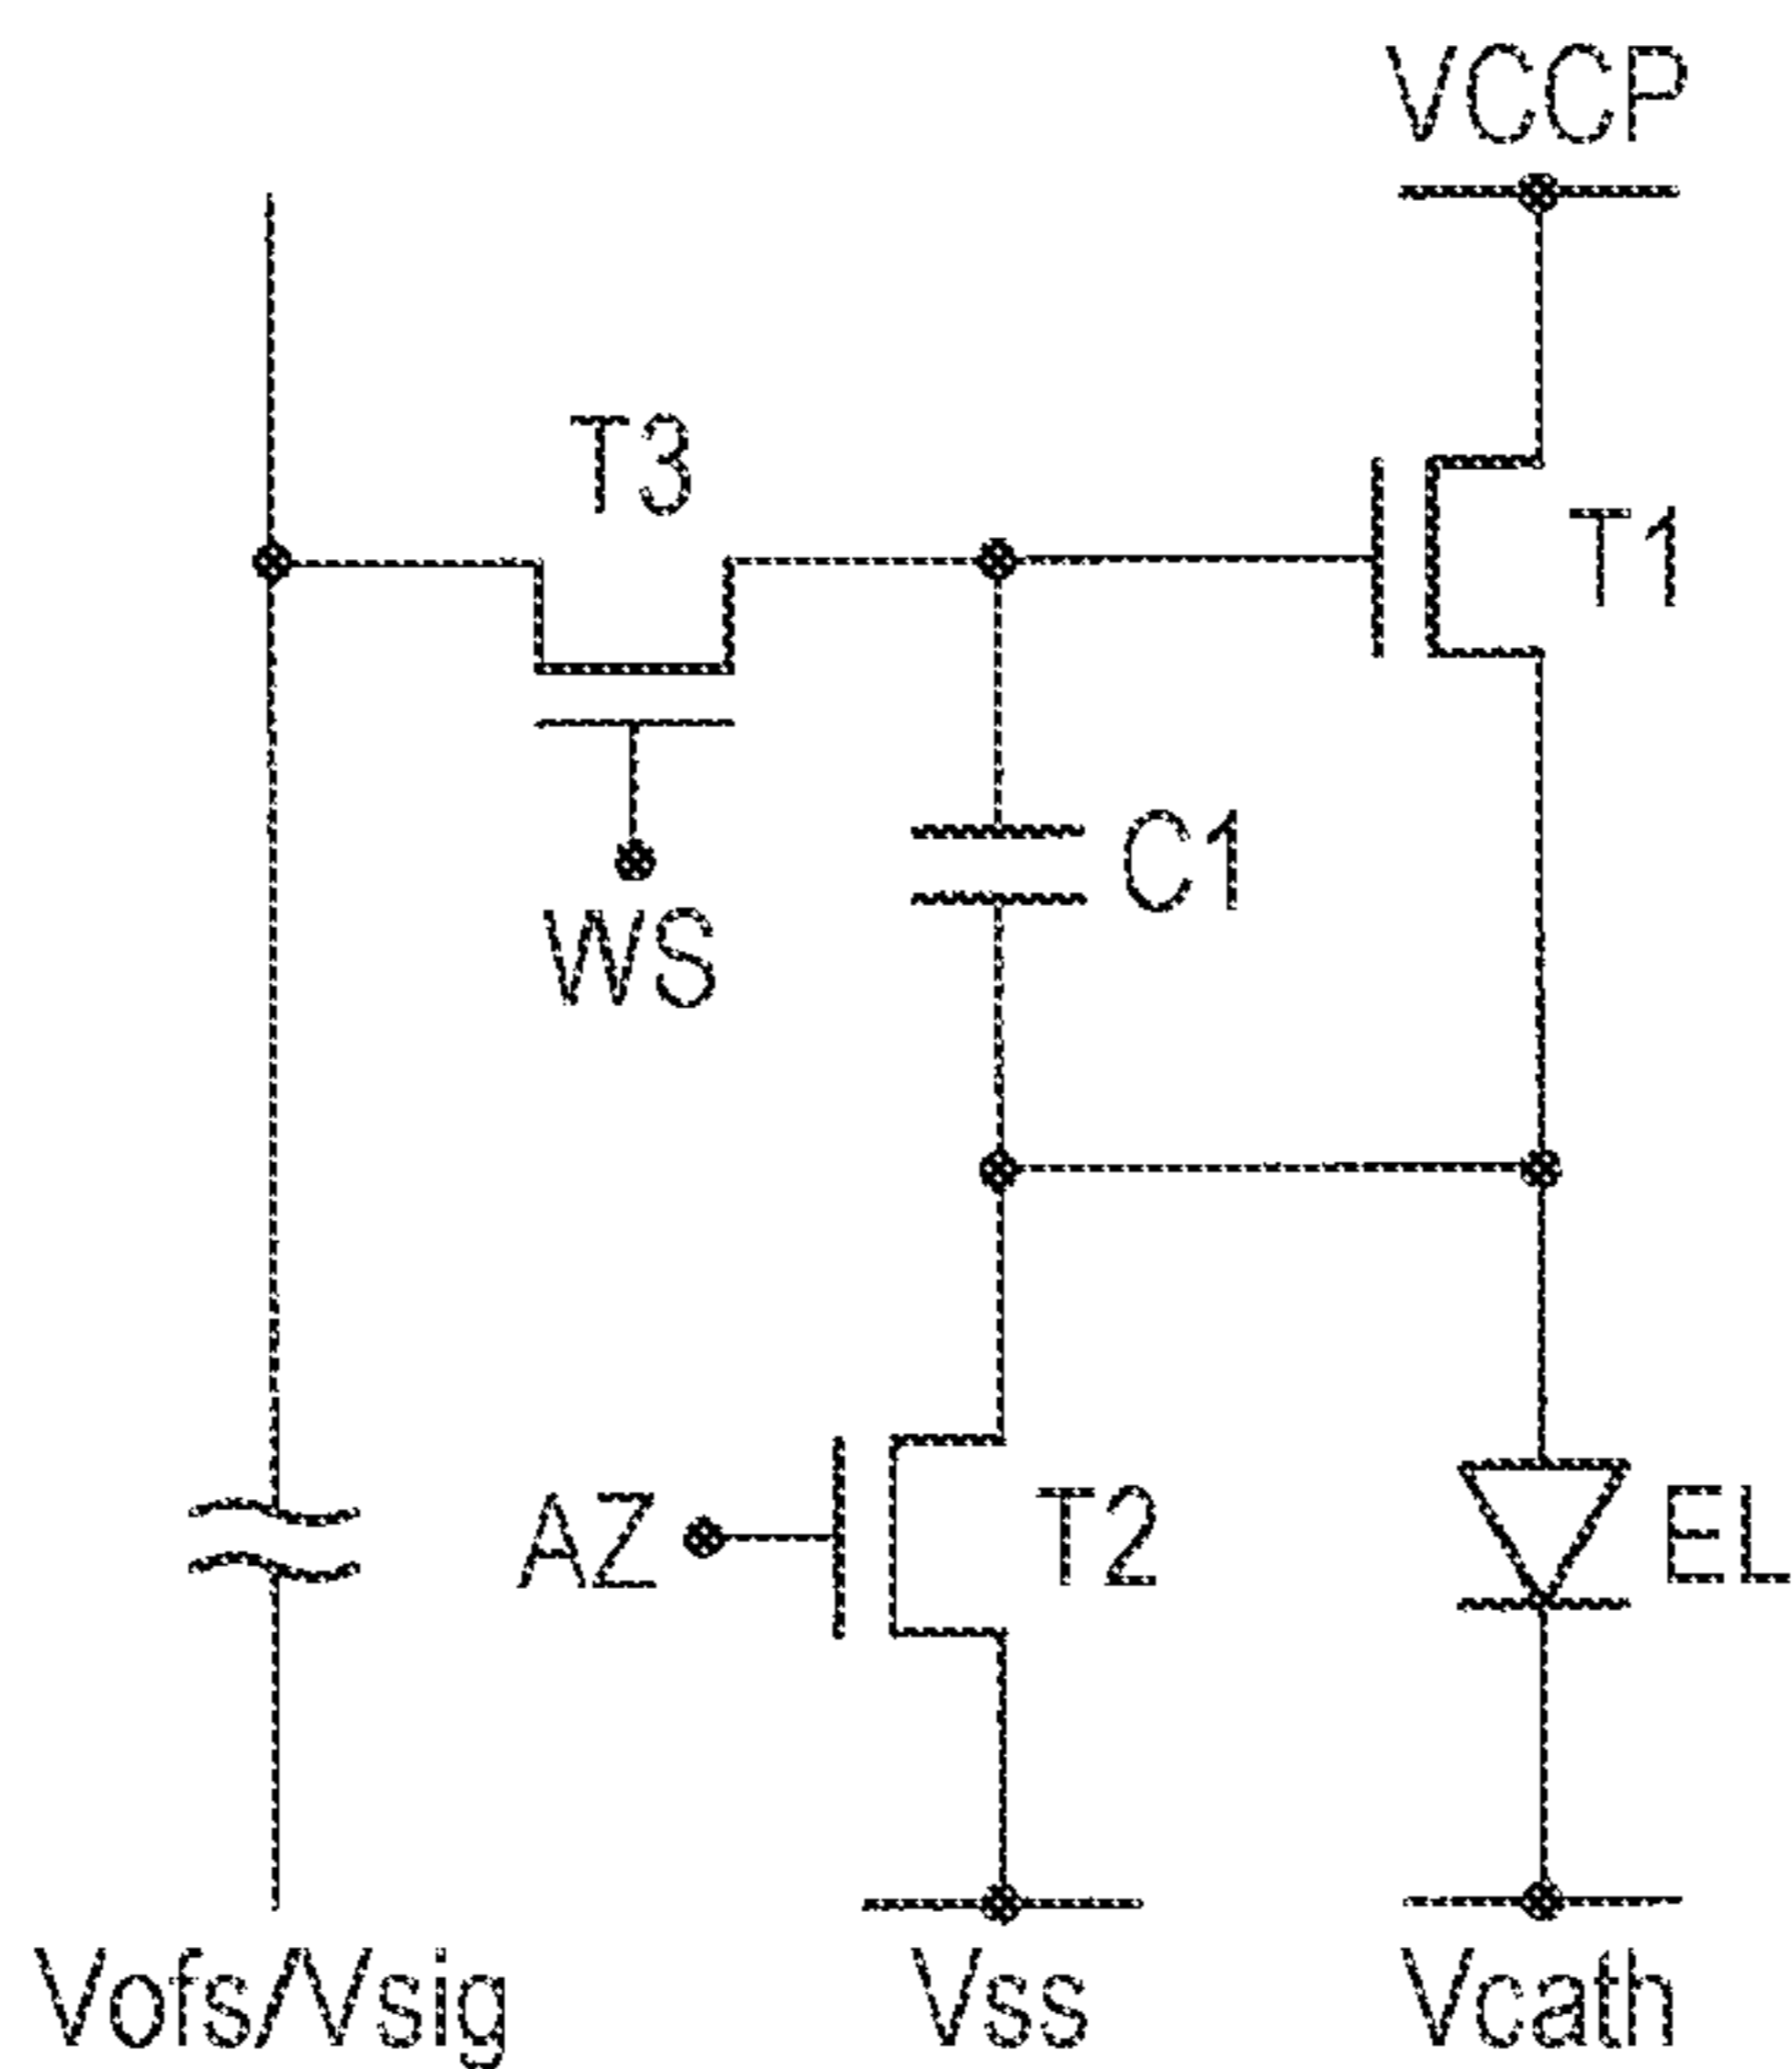 VCCP
T3
T1
C1
WS
AZ
T2
EL
Vofs/Vsig
Vss
Vcath